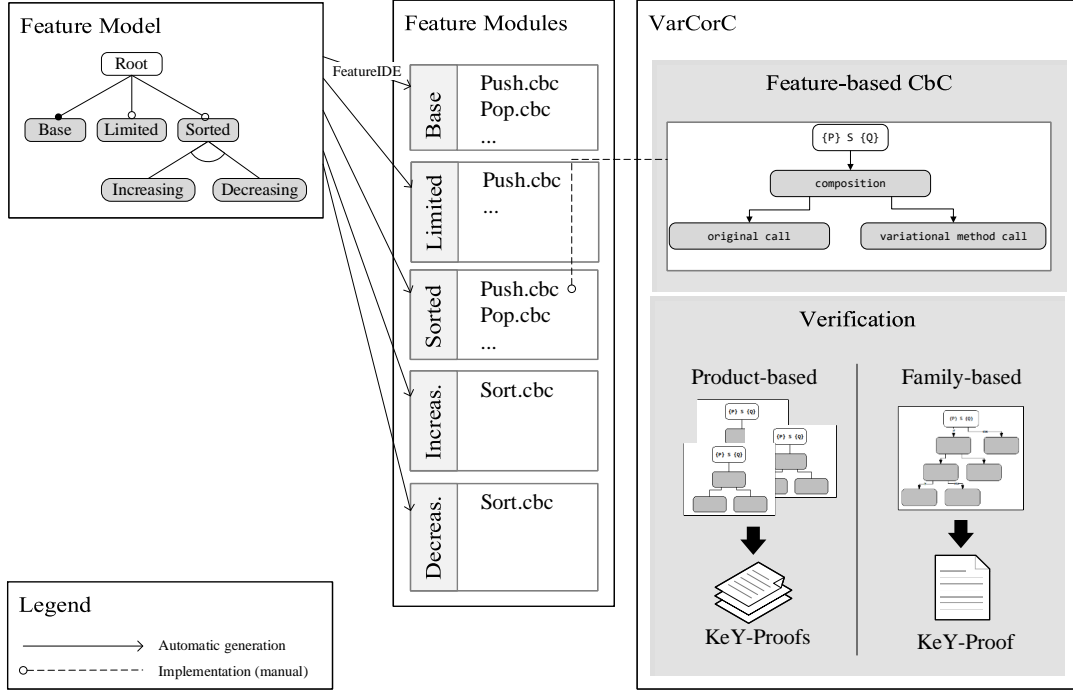 Feature Model
Root
Base
Limited
Sorted
Increasing
Decreasing
FeatureIDE
Feature Modules
Base
Push.cbc
Pop.cbc
...
Limited
Push.cbc
...
Sorted
Push.cbc
Pop.cbc
...
Increas.
Sort.cbc
Decreas.
Sort.cbc
VarCorC
Feature-based CbC
{P} S {Q}
composition
original call
variational method call
Verification
Product-based
Family-based
{P} S {Q}
{P} S {Q}
{P} S {Q}
{P} S {Q}
KeY-Proofs
KeY-Proof
Legend
Automatic generation
Implementation (manual)